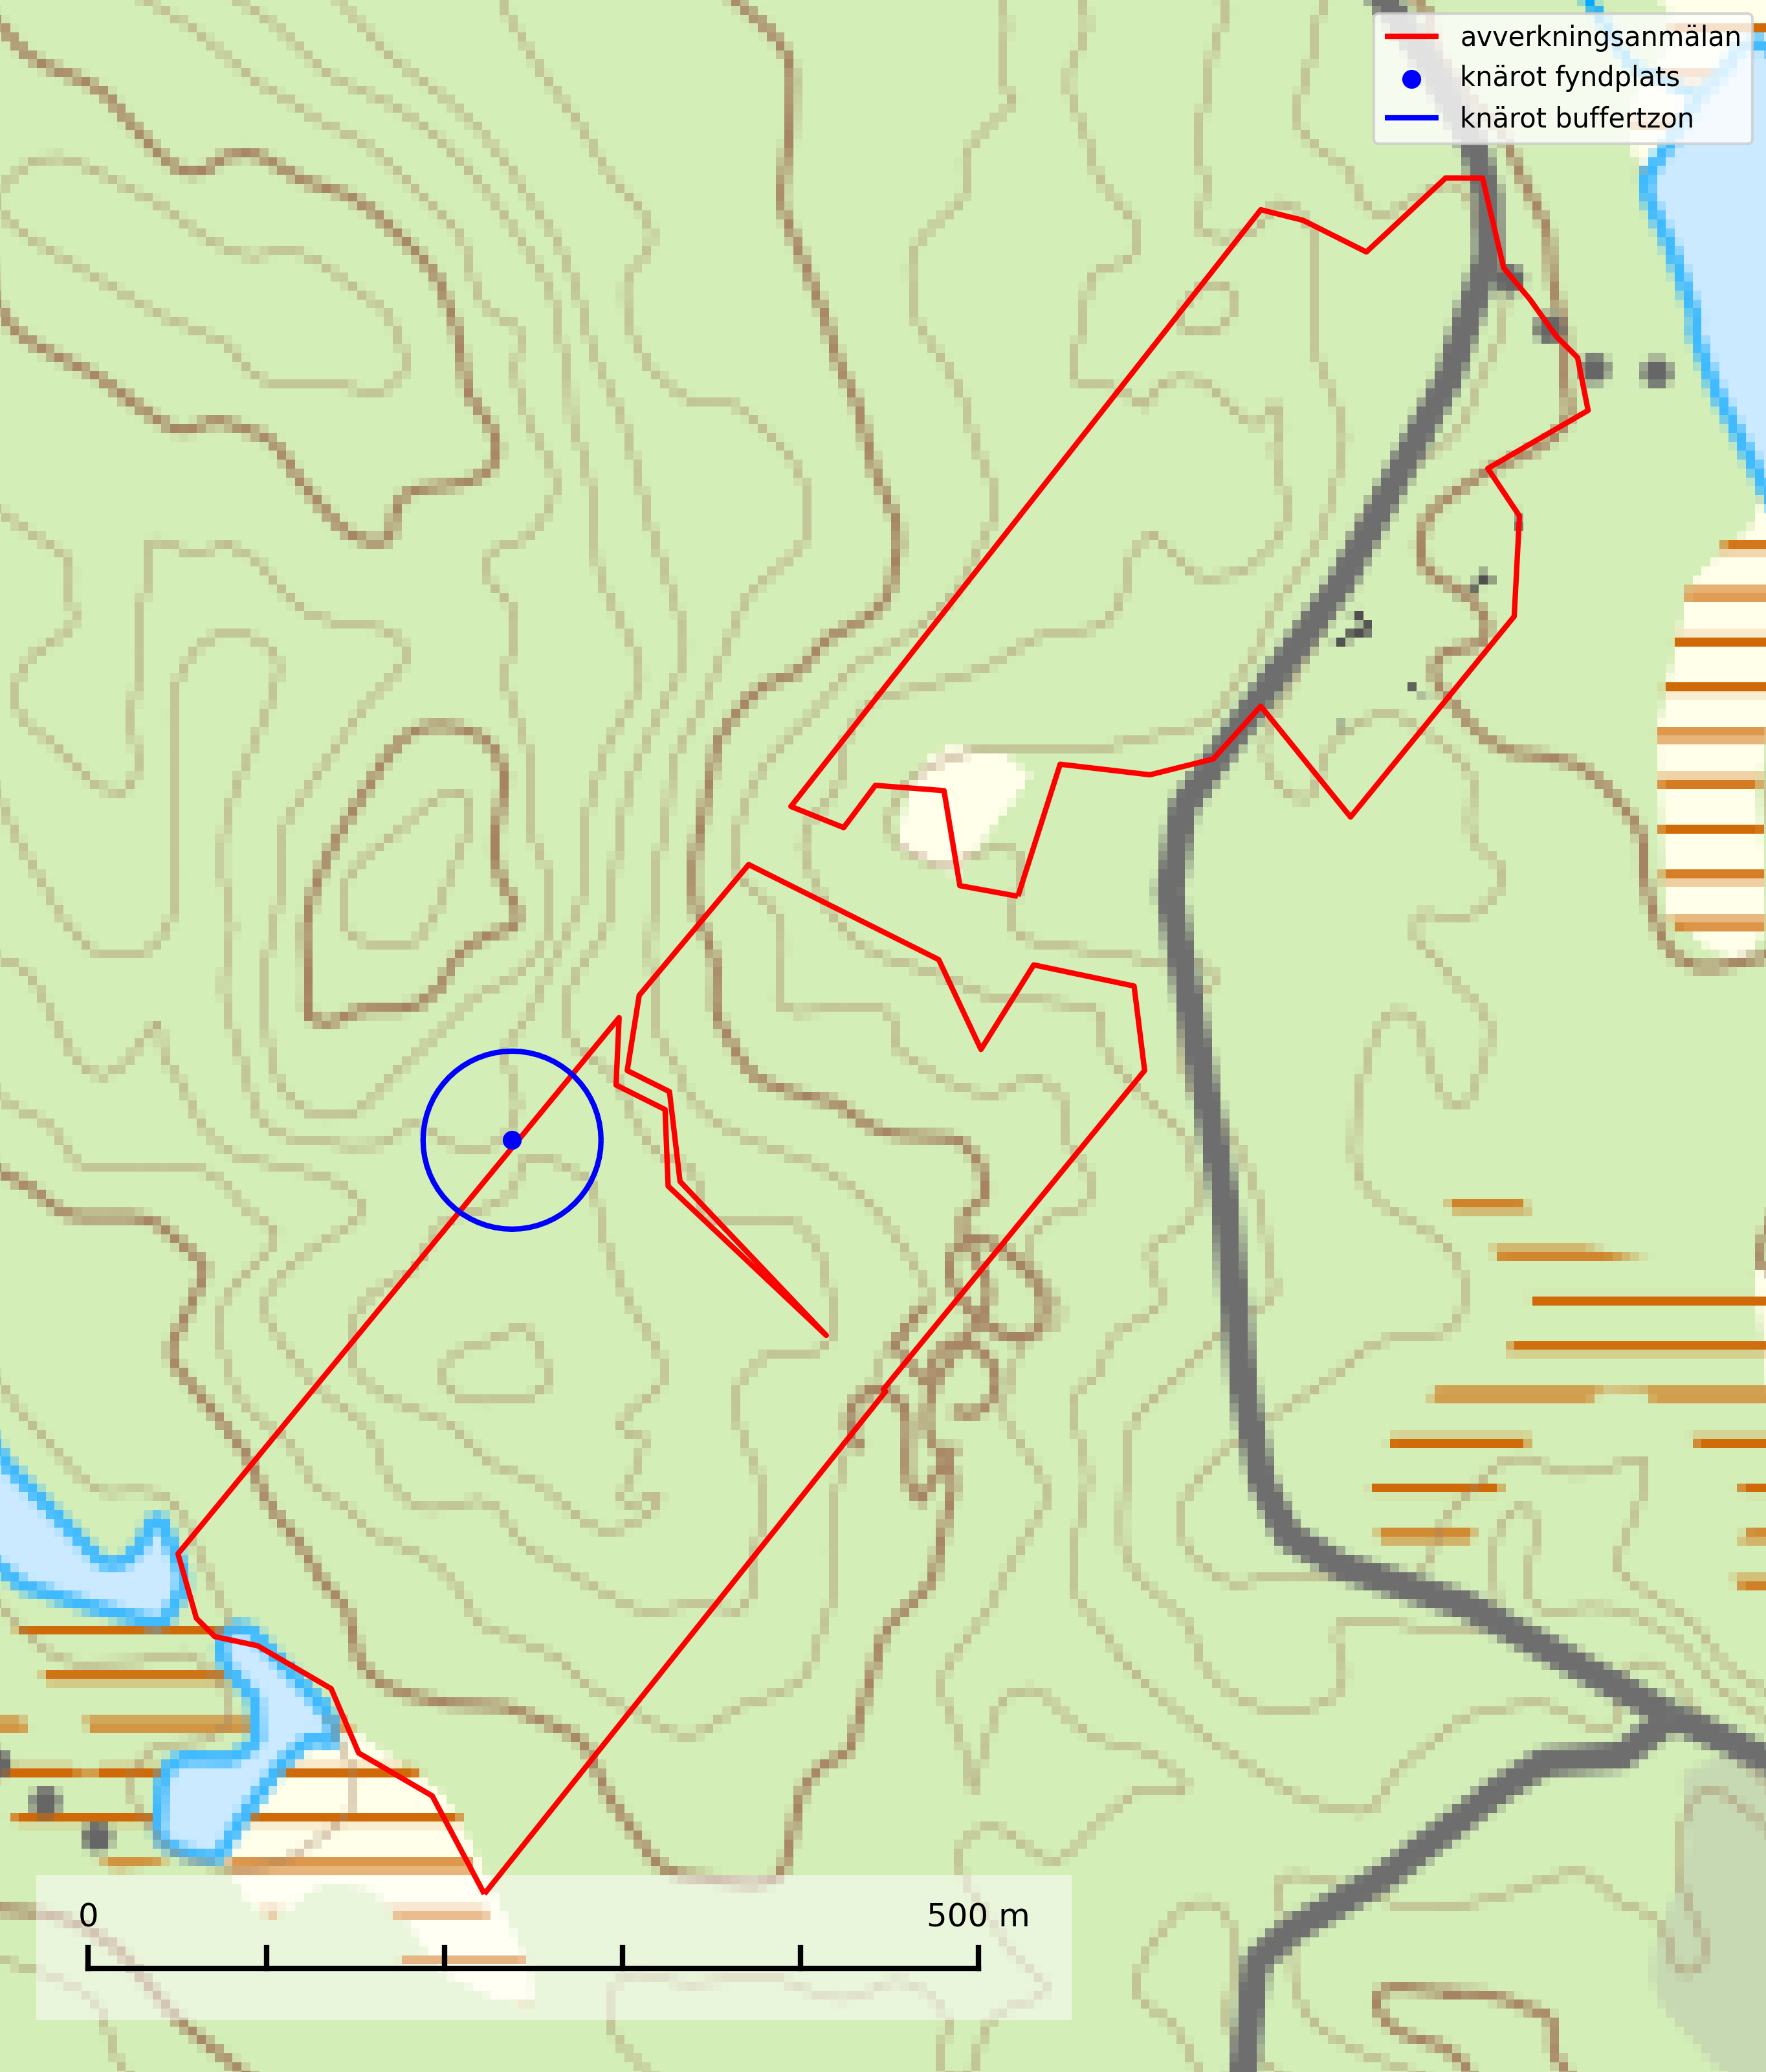 avverkningsanmälan
knärot fyndplats
knärot buffertzon
0
500 m